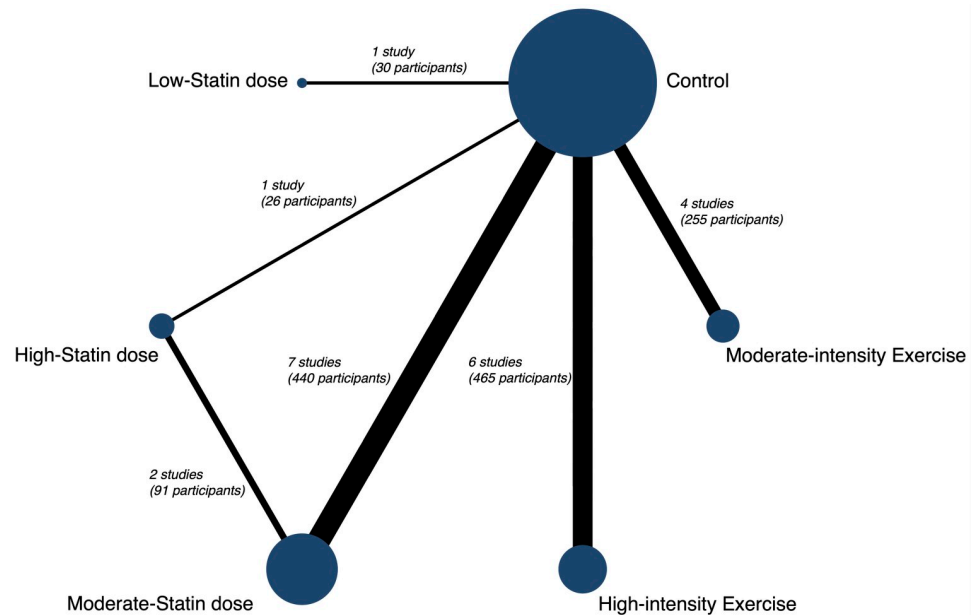 1 study
(30 participants)
Low-Statin dose
Control
1 study
(26 participants)
4 studies
(255 participants)
High-Statin dose
Moderate-intensity Exercise
7 studies
(440 participants)
6 studies
(465 participants)
2 studies
(91 participants)
Moderate-Statin dose
High-intensity Exercise